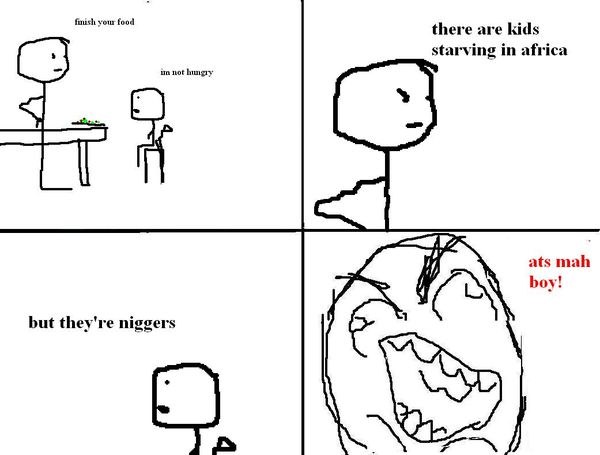 finish your food
im not hungry
there are kids
starving in africa
but they're niggers
ats mah
boy!